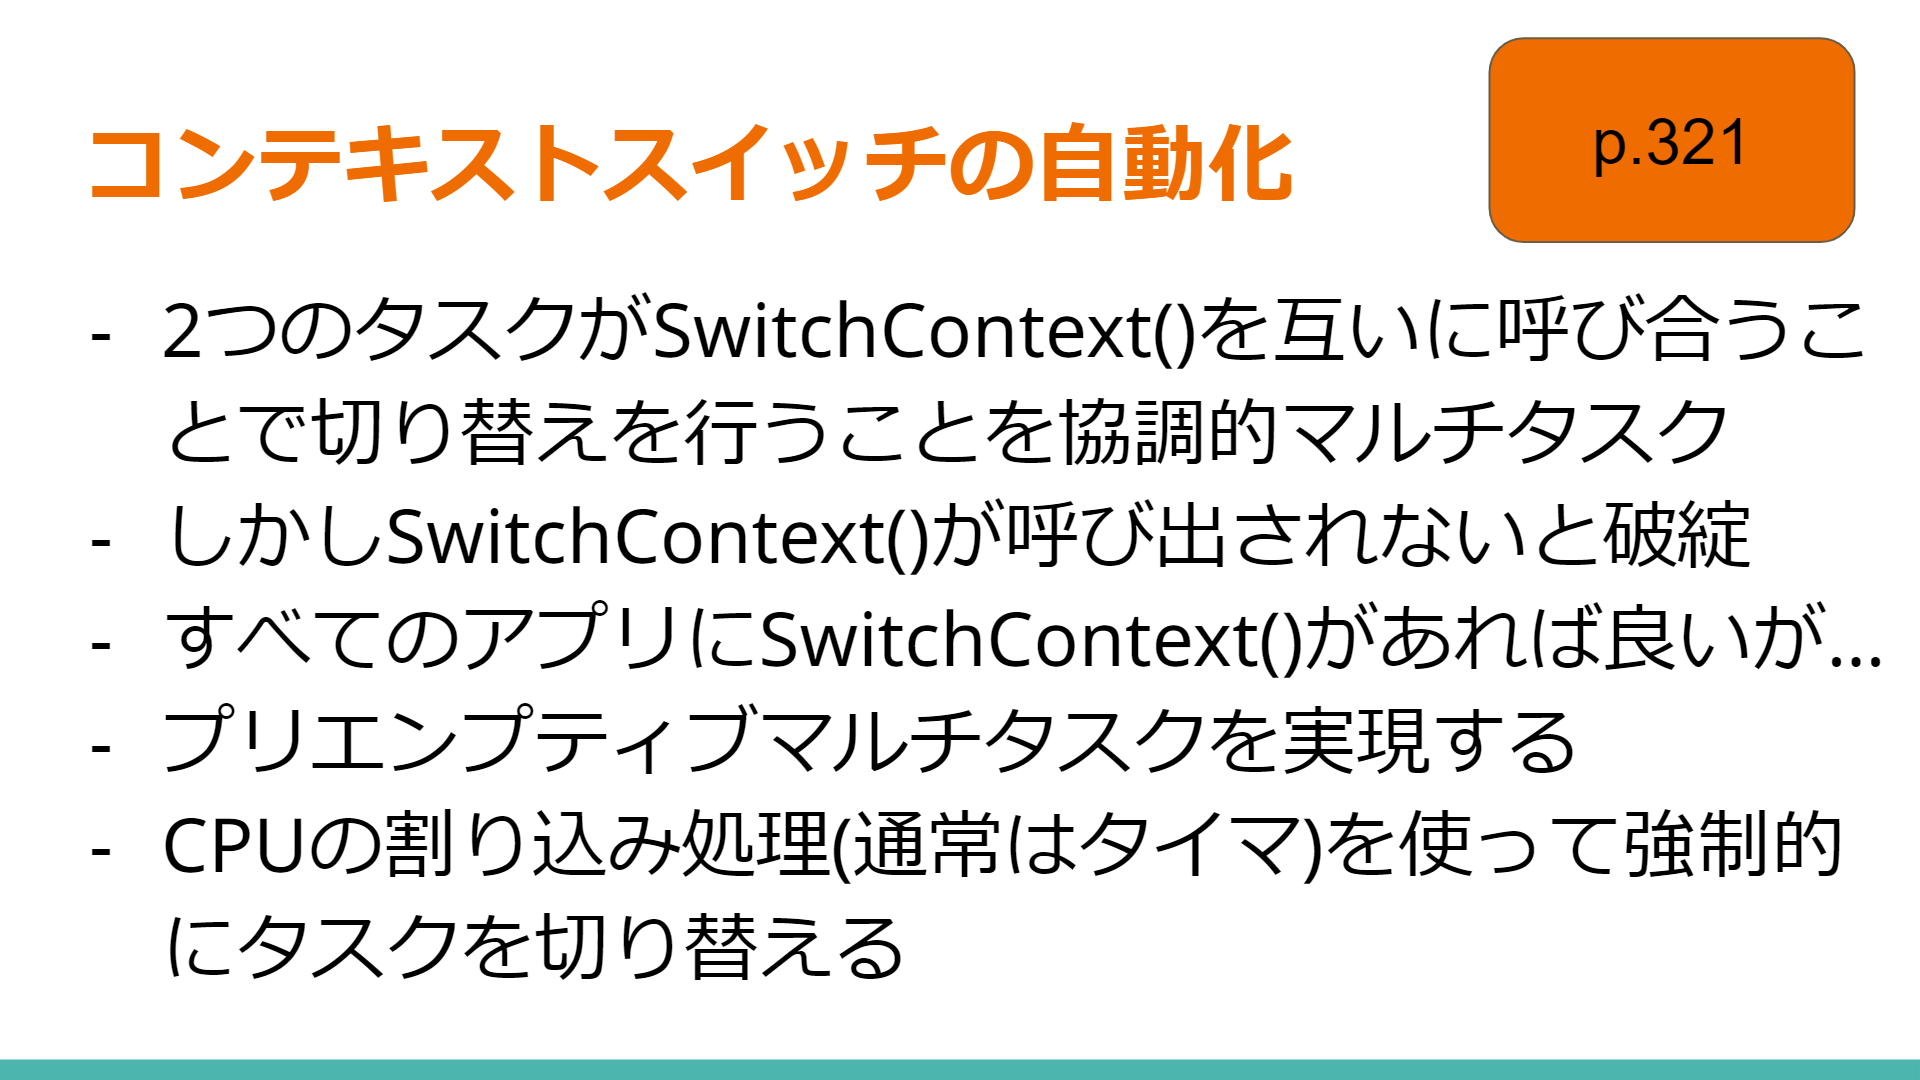 コンテキストスイッチの自動化
p.321
- 2つのタスクがSwitchContext()を互いに呼び合うこ
とで切り替えを行うことを協調的マルチタスク
- しかしSwitchContext()が呼び出されないと破綻
- すべてのアプリにSwitchContext()があれば良いが...
- プリエンプティブマルチタスクを実現する
- CPUの割り込み処理(通常はタイマ)を使って強制的
にタスクを切り替える